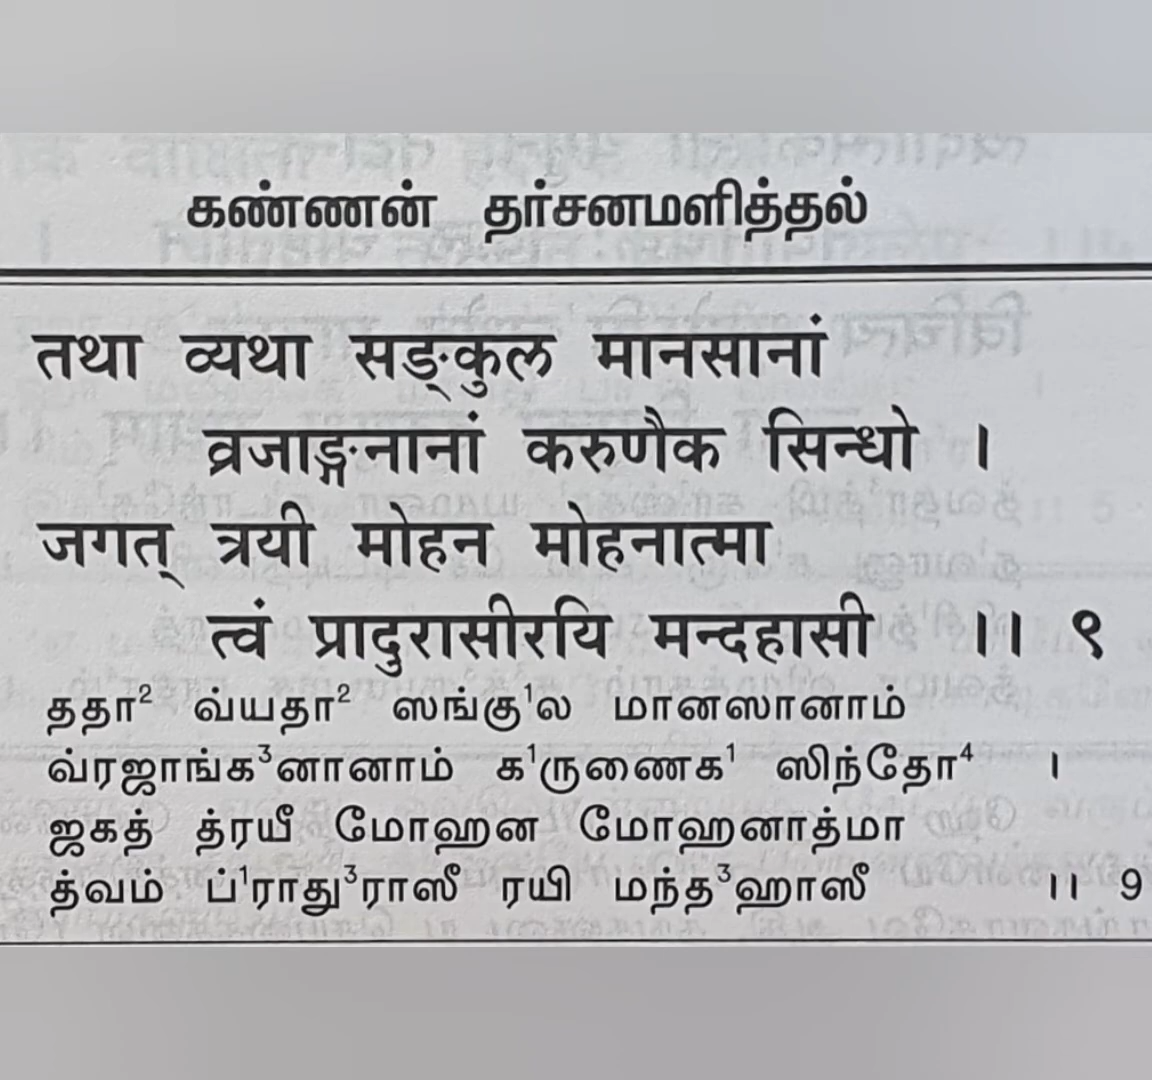 கண்ணன் தர்சனமளித்தல்
तथा व्यथा सङ्कुल मानसानां
व्रजाङ्गनानां करुणैक सिन्धो ।
जगत् त्रयी मोहन मोहनात्मा
त्वं प्रादुरासीरयि मन्दहासी ।। ९
ததா² வ்யதா² ஸங்கு¹ல மானஸானாம்
வ்ரஜாங்க³னானாம் க¹ருணைக¹ ஸிந்தோ⁴ ।
ஜகத் த்ரயீ மோஹன மோஹனாத்மா
த்வம் ப்¹ராது³ராஸீ ரயி மந்த³ஹாஸீ ।। 9